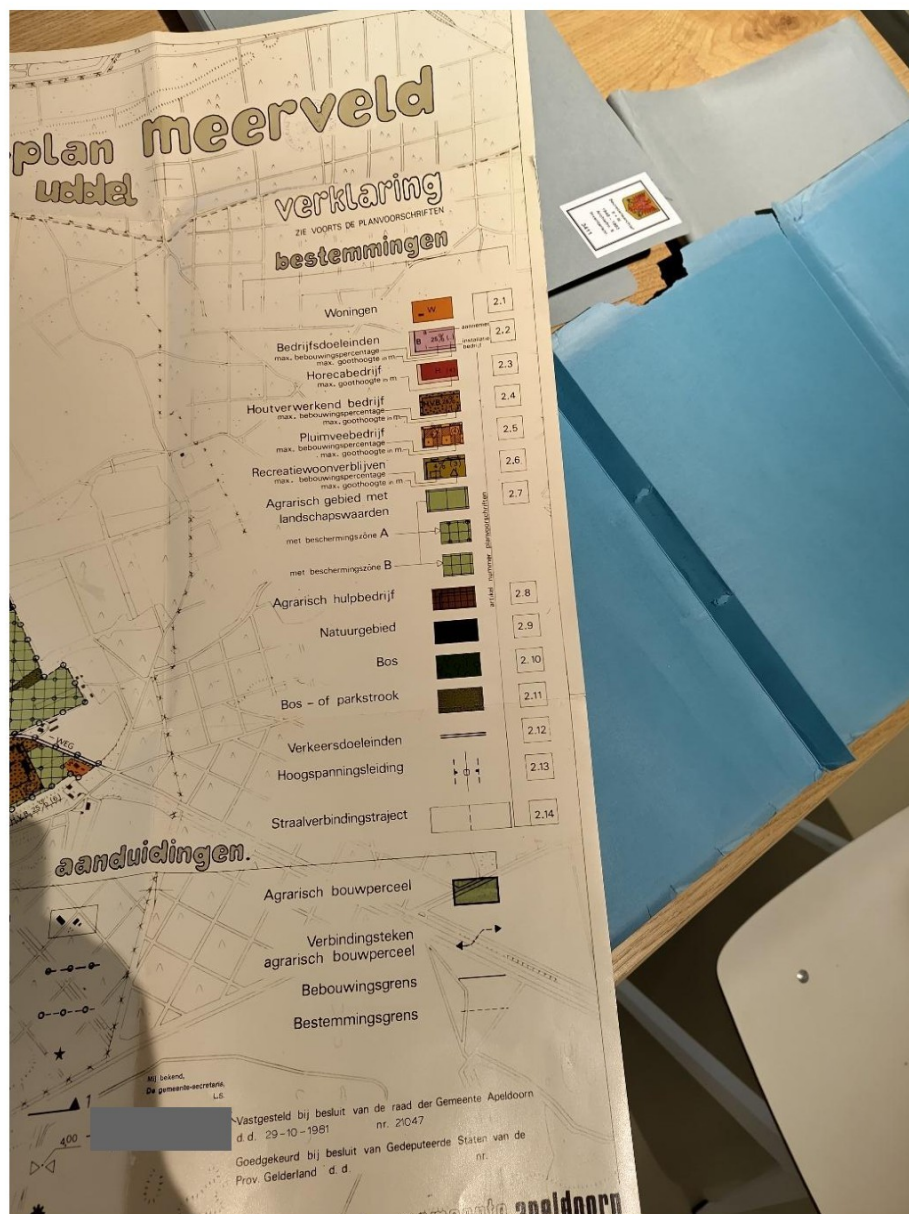 -plan meerveld
uddel
verklaring
ZIE VOORTS DE PLANVOORSCHRIFTEN
bestemmingen
Woningen W 2.1
Bedrijfsdoeleinden B 2.2
max. bebouwingspercentage
max. goothoogte in m.
aannemer
installatie
bedrijf
Horecabedrijf H 2.3
max. goothoogte in m.
Houtverwerkend bedrijf 2.4
max. bebouwingspercentage
max. goothoogte in m.
Pluimveebedrijf 2.5
max. bebouwingspercentage
max. goothoogte in m.
Recreatiewoonverblijven 2.6
max. bebouwingspercentage
max. goothoogte in m.
Agrarisch gebied met
landschapswaarden 2.7
met beschermingszône A
met beschermingszône B
artikel nummer planvoorschriften
Agrarisch hulpbedrijf 2.8
Natuurgebied 2.9
Bos 2.10
Bos - of parkstrook 2.11
Verkeersdoeleinden 2.12
Hoogspanningsleiding 2.13
Straalverbindingstraject 2.14
WEG
aanduidingen.
Agrarisch bouwperceel
Verbindingsteken
agrarisch bouwperceel
Bebouwingsgrens
Bestemmingsgrens
Mij bekend,
De gemeente-secretaris,
L.S.
1
400
Vastgesteld bij besluit van de raad der Gemeente Apeldoorn
d.d. 29-10-1981 nr. 21047
Goedgekeurd bij besluit van Gedeputeerde Staten van de
Prov. Gelderland d.d. nr.
apeldoorn